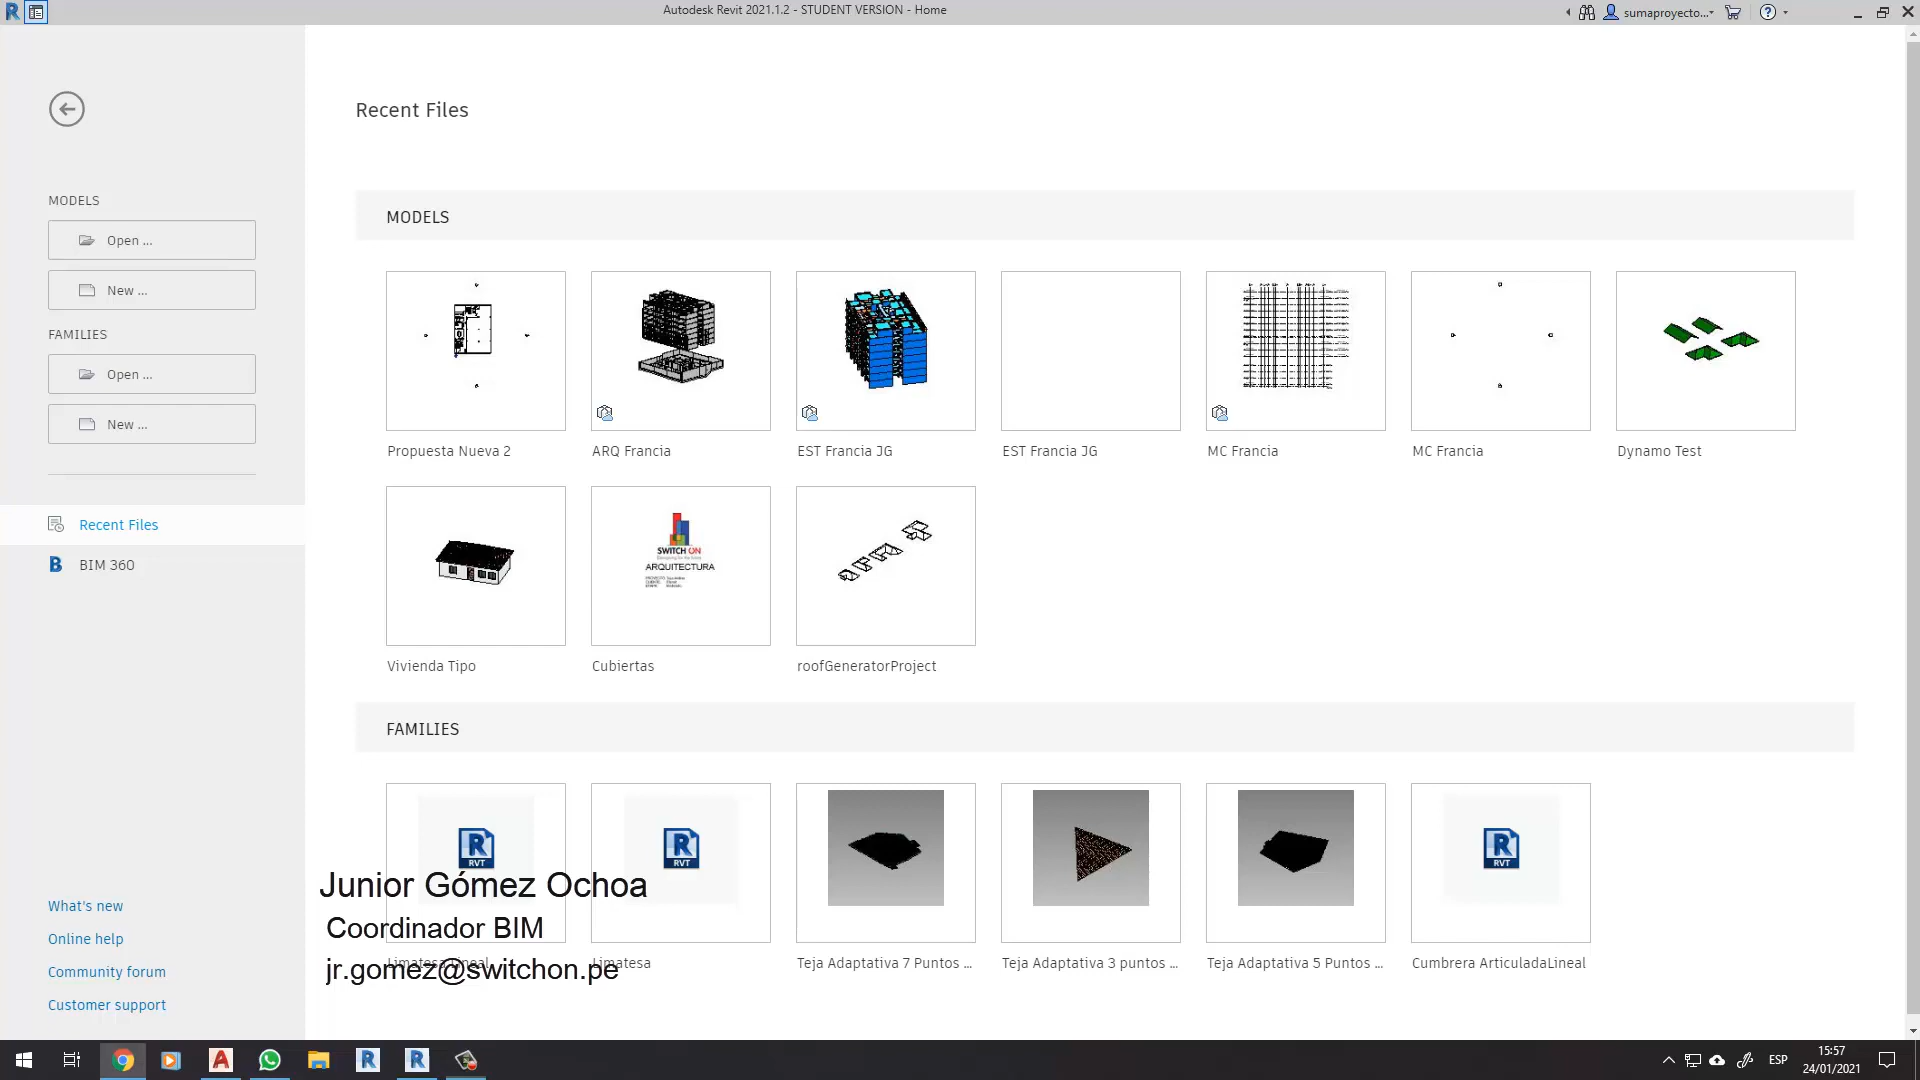 Autodesk Revit 2021.1.2 - STUDENT VERSION - Home
sumaproyecto...
Recent Files
MODELS
Open ...
New ...
FAMILIES
Open ...
New ...
Recent Files
BIM 360
What's new
Online help
Community forum
Customer support
MODELS
Propuesta Nueva 2
ARQ Francia
EST Francia JG
EST Francia JG
MC Francia
MC Francia
Dynamo Test
SWITCH ON
ARQUITECTURA
Vivienda Tipo
Cubiertas
roofGeneratorProject
FAMILIES
RVT
RVT
RVT
Limatesa Lineal
Limatesa
Teja Adaptativa 7 Puntos ...
Teja Adaptativa 3 puntos ...
Teja Adaptativa 5 Puntos ...
Cumbrera ArticuladaLineal
Junior Gómez Ochoa
Coordinador BIM
jr.gomez@switchon.pe
ESP
15:57
24/01/2021